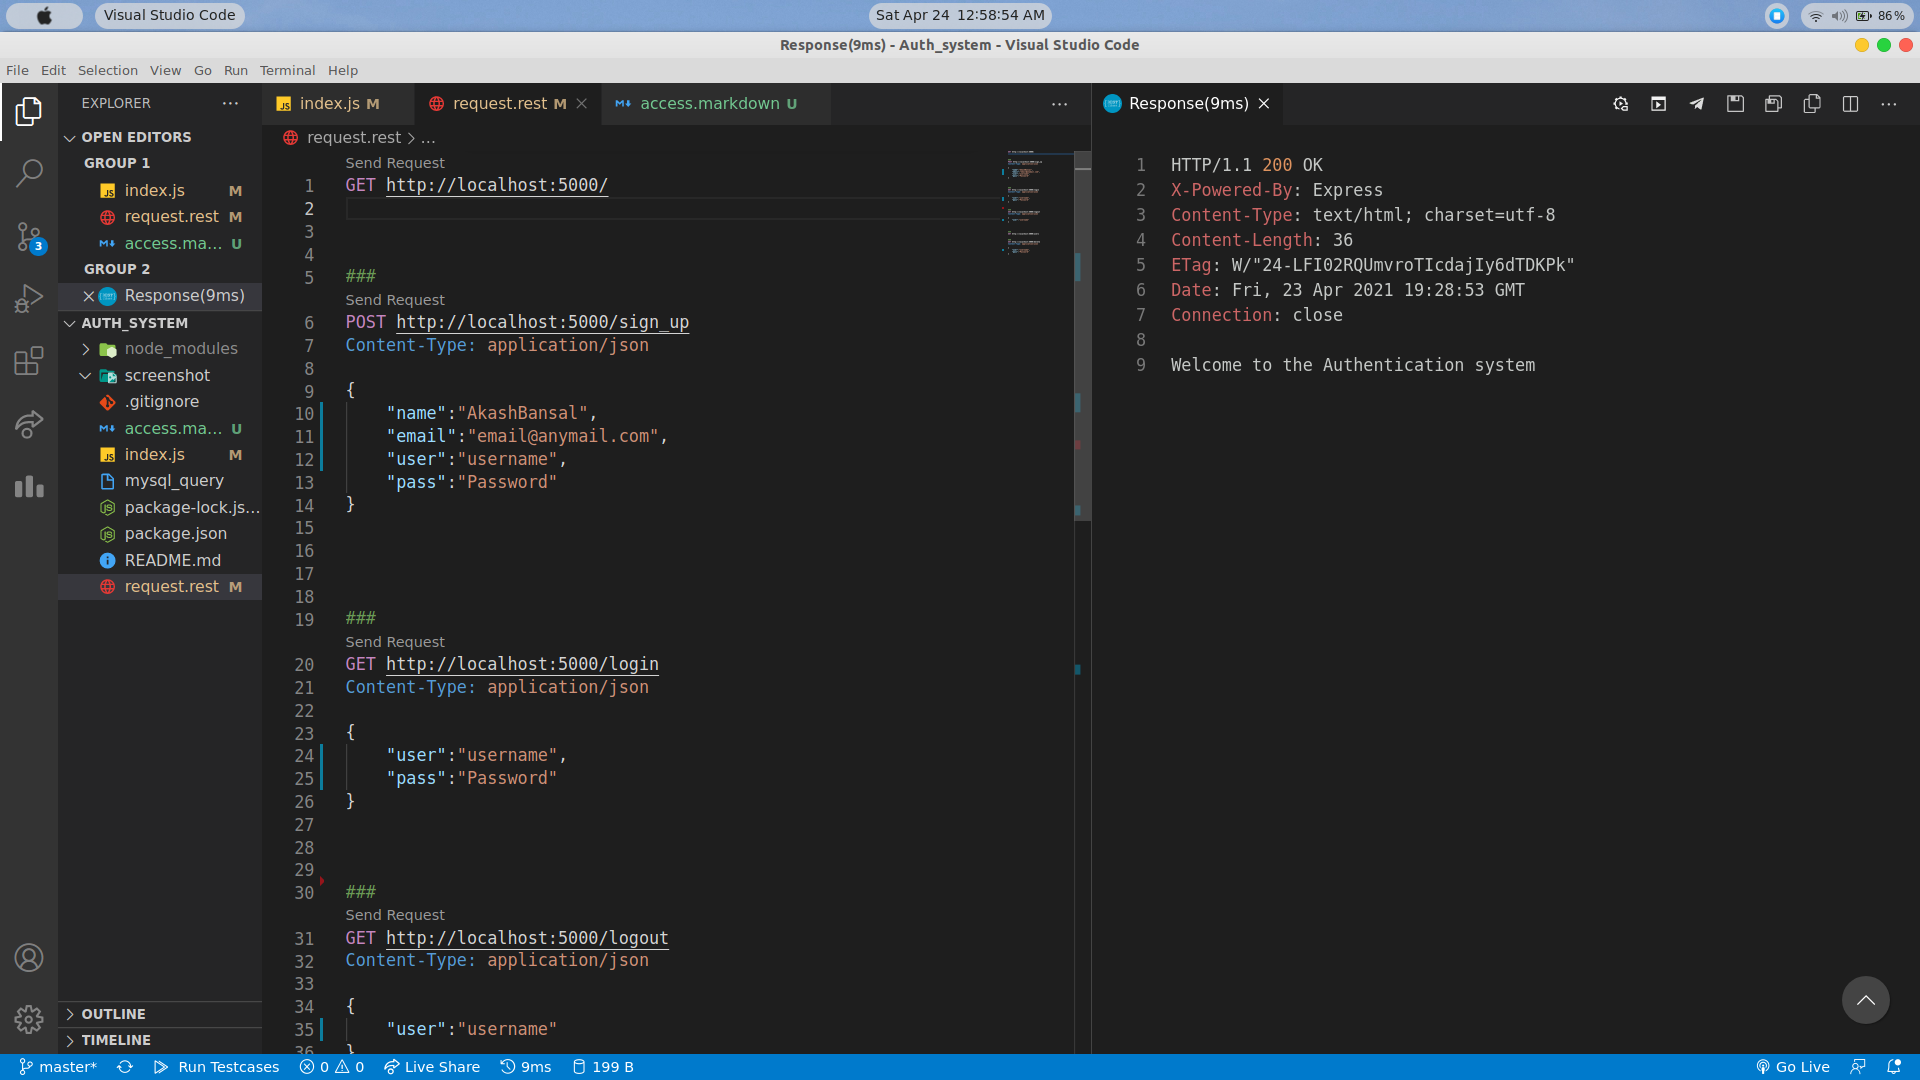 Visual Studio Code
Sat Apr 24 12:58:54 AM
86%
Response(9ms) - Auth_system - Visual Studio Code
File Edit Selection View Go Run Terminal Help
EXPLORER
OPEN EDITORS
GROUP 1
index.js M
request.rest M
access.ma... U
GROUP 2
Response(9ms)
AUTH_SYSTEM
node_modules
screenshot
.gitignore
access.ma... U
index.js M
mysql_query
package-lock.js...
package.json
README.md
request.rest M
OUTLINE
TIMELINE
3
index.js M
request.rest M
access.markdown U
request.rest > ...
Send Request
1 GET http://localhost:5000/
2
3
4
5 ###
Send Request
6 POST http://localhost:5000/sign_up
7 Content-Type: application/json
8
9 {
10 "name":"AkashBansal",
11 "email":"email@anymail.com",
12 "user":"username",
13 "pass":"Password"
14 }
15
16
17
18
19 ###
Send Request
20 GET http://localhost:5000/login
21 Content-Type: application/json
22
23 {
24 "user":"username",
25 "pass":"Password"
26 }
27
28
29
30 ###
Send Request
31 GET http://localhost:5000/logout
32 Content-Type: application/json
33
34 {
35 "user":"username"
36 }
Response(9ms)
1 HTTP/1.1 200 OK
2 X-Powered-By: Express
3 Content-Type: text/html; charset=utf-8
4 Content-Length: 36
5 ETag: W/"24-LFI02RQUmvroTIcdajIy6dTDKPk"
6 Date: Fri, 23 Apr 2021 19:28:53 GMT
7 Connection: close
8
9 Welcome to the Authentication system
master* Run Testcases 0 0 Live Share 9ms 199 B Go Live